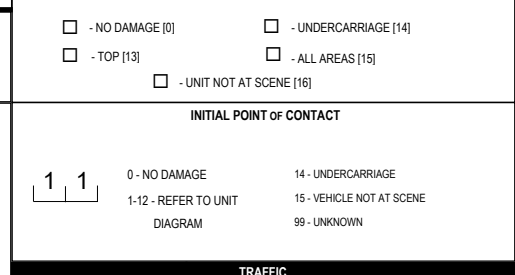 ☐ - NO DAMAGE [0] ☐ - UNDERCARRIAGE [14]
☐ - TOP [13] ☐ - ALL AREAS [15]
☐ - UNIT NOT AT SCENE [16]
INITIAL POINT OF CONTACT
1 1
0 - NO DAMAGE 14 - UNDERCARRIAGE
1-12 - REFER TO UNIT 15 - VEHICLE NOT AT SCENE
DIAGRAM 99 - UNKNOWN
TRAFFIC